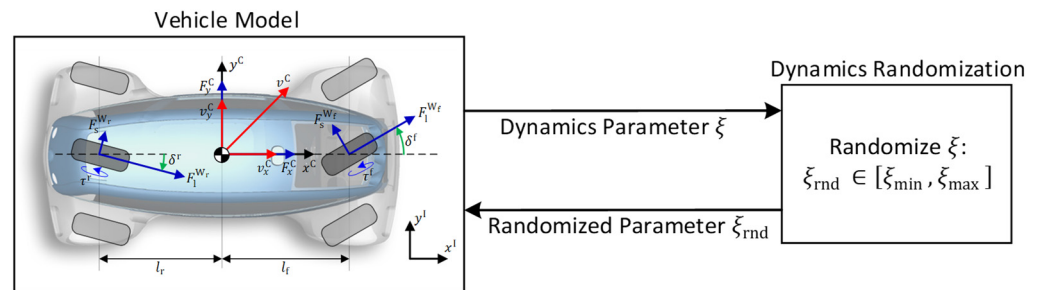 Vehicle Model
y^C
F_y^C
v^C
v_y^C
F_s^{W_r}
F_s^{W_f}
F_l^{W_f}
δ^f
δ^r
τ^r
F_l^{W_r}
v_x^C
F_x^C
x^C
τ^f
y^I
x^I
l_r
l_f
Dynamics Parameter ξ
Randomized Parameter ξ_rnd
Dynamics Randomization
Randomize ξ:
ξ_rnd ∈ [ξ_min , ξ_max ]